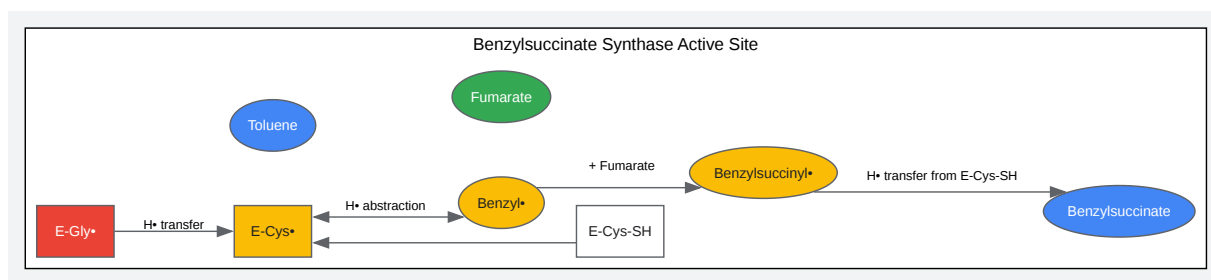 Benzylsuccinate Synthase Active Site
Fumarate
Toluene
+ Fumarate
Benzylsuccinyl•
H• transfer from E-Cys-SH
Benzyl•
H• abstraction
Benzylsuccinate
E-Gly•
H• transfer
E-Cys•
E-Cys-SH